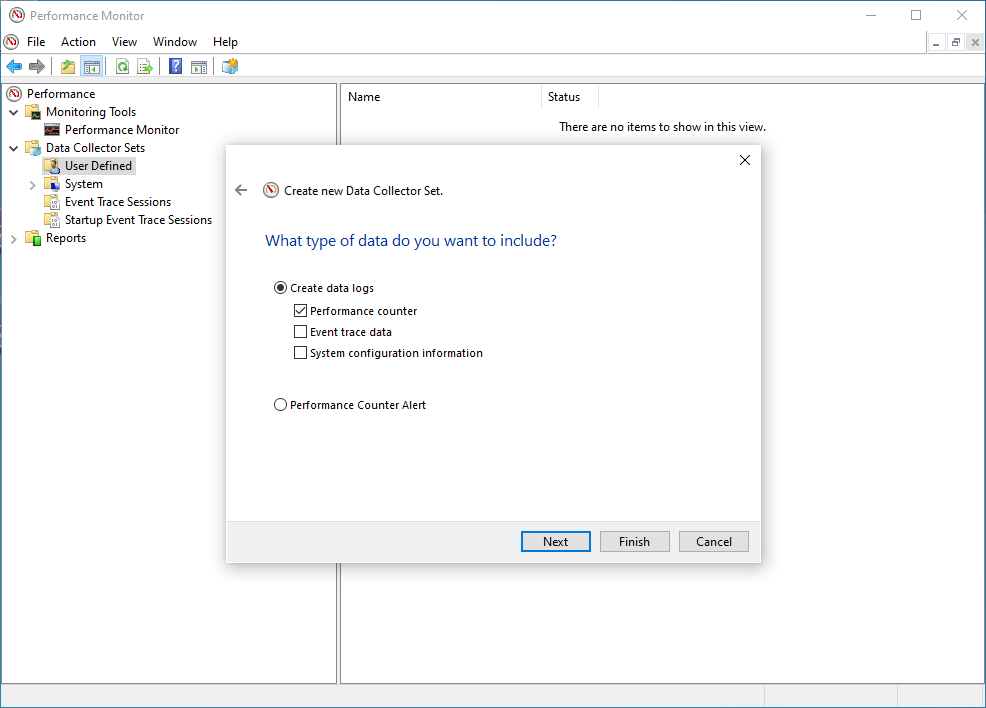 Performance Monitor
File Action View Window Help
Performance
Monitoring Tools
Performance Monitor
Data Collector Sets
User Defined
System
Event Trace Sessions
Startup Event Trace Sessions
Reports
Name Status
There are no items to show in this view.
Create new Data Collector Set.
What type of data do you want to include?
Create data logs
Performance counter
Event trace data
System configuration information
Performance Counter Alert
Next Finish Cancel